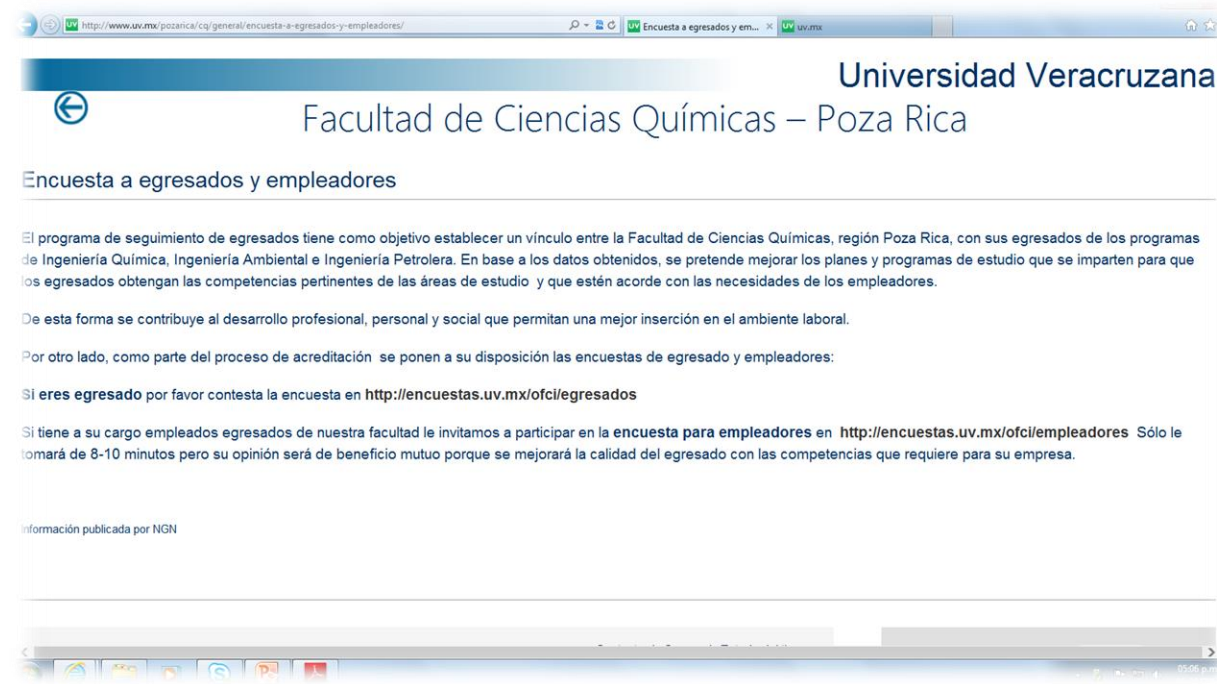 http://www.uv.mx/pozarica/cq/general/encuesta-a-egresados-y-empleadores/
Encuesta a egresados y em...
uv.mx
Universidad Veracruzana
Facultad de Ciencias Químicas – Poza Rica
Encuesta a egresados y empleadores
El programa de seguimiento de egresados tiene como objetivo establecer un vínculo entre la Facultad de Ciencias Químicas, región Poza Rica, con sus egresados de los programas
de Ingeniería Química, Ingeniería Ambiental e Ingeniería Petrolera. En base a los datos obtenidos, se pretende mejorar los planes y programas de estudio que se imparten para que
los egresados obtengan las competencias pertinentes de las áreas de estudio y que estén acorde con las necesidades de los empleadores.
De esta forma se contribuye al desarrollo profesional, personal y social que permitan una mejor inserción en el ambiente laboral.
Por otro lado, como parte del proceso de acreditación se ponen a su disposición las encuestas de egresado y empleadores:
Si eres egresado por favor contesta la encuesta en http://encuestas.uv.mx/ofci/egresados
Si tiene a su cargo empleados egresados de nuestra facultad le invitamos a participar en la encuesta para empleadores en http://encuestas.uv.mx/ofci/empleadores Sólo le
tomará de 8-10 minutos pero su opinión será de beneficio mutuo porque se mejorará la calidad del egresado con las competencias que requiere para su empresa.
Información publicada por NGN
05:06 p.m.